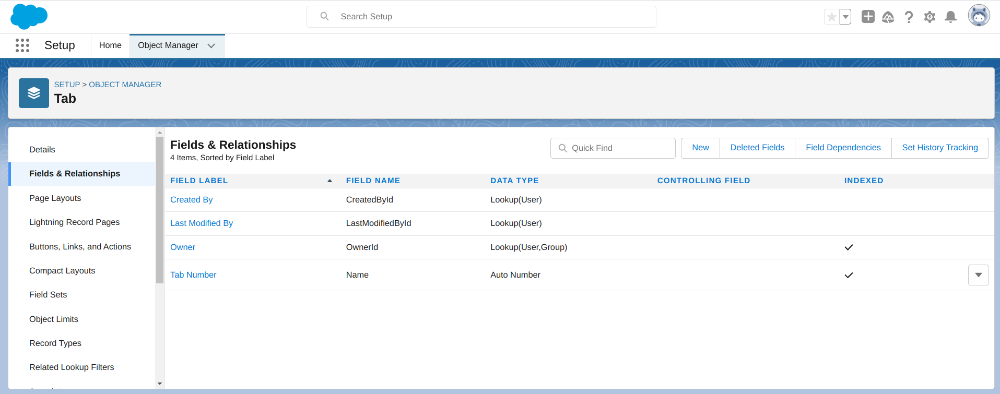 Search Setup
Setup
Home
Object Manager
SETUP > OBJECT MANAGER
Tab
Details
Fields & Relationships
Page Layouts
Lightning Record Pages
Buttons, Links, and Actions
Compact Layouts
Field Sets
Object Limits
Record Types
Related Lookup Filters
Fields & Relationships
4 Items, Sorted by Field Label
Quick Find
New
Deleted Fields
Field Dependencies
Set History Tracking
FIELD LABEL FIELD NAME DATA TYPE CONTROLLING FIELD INDEXED
Created By CreatedById Lookup(User)
Last Modified By LastModifiedById Lookup(User)
Owner OwnerId Lookup(User,Group)
Tab Number Name Auto Number